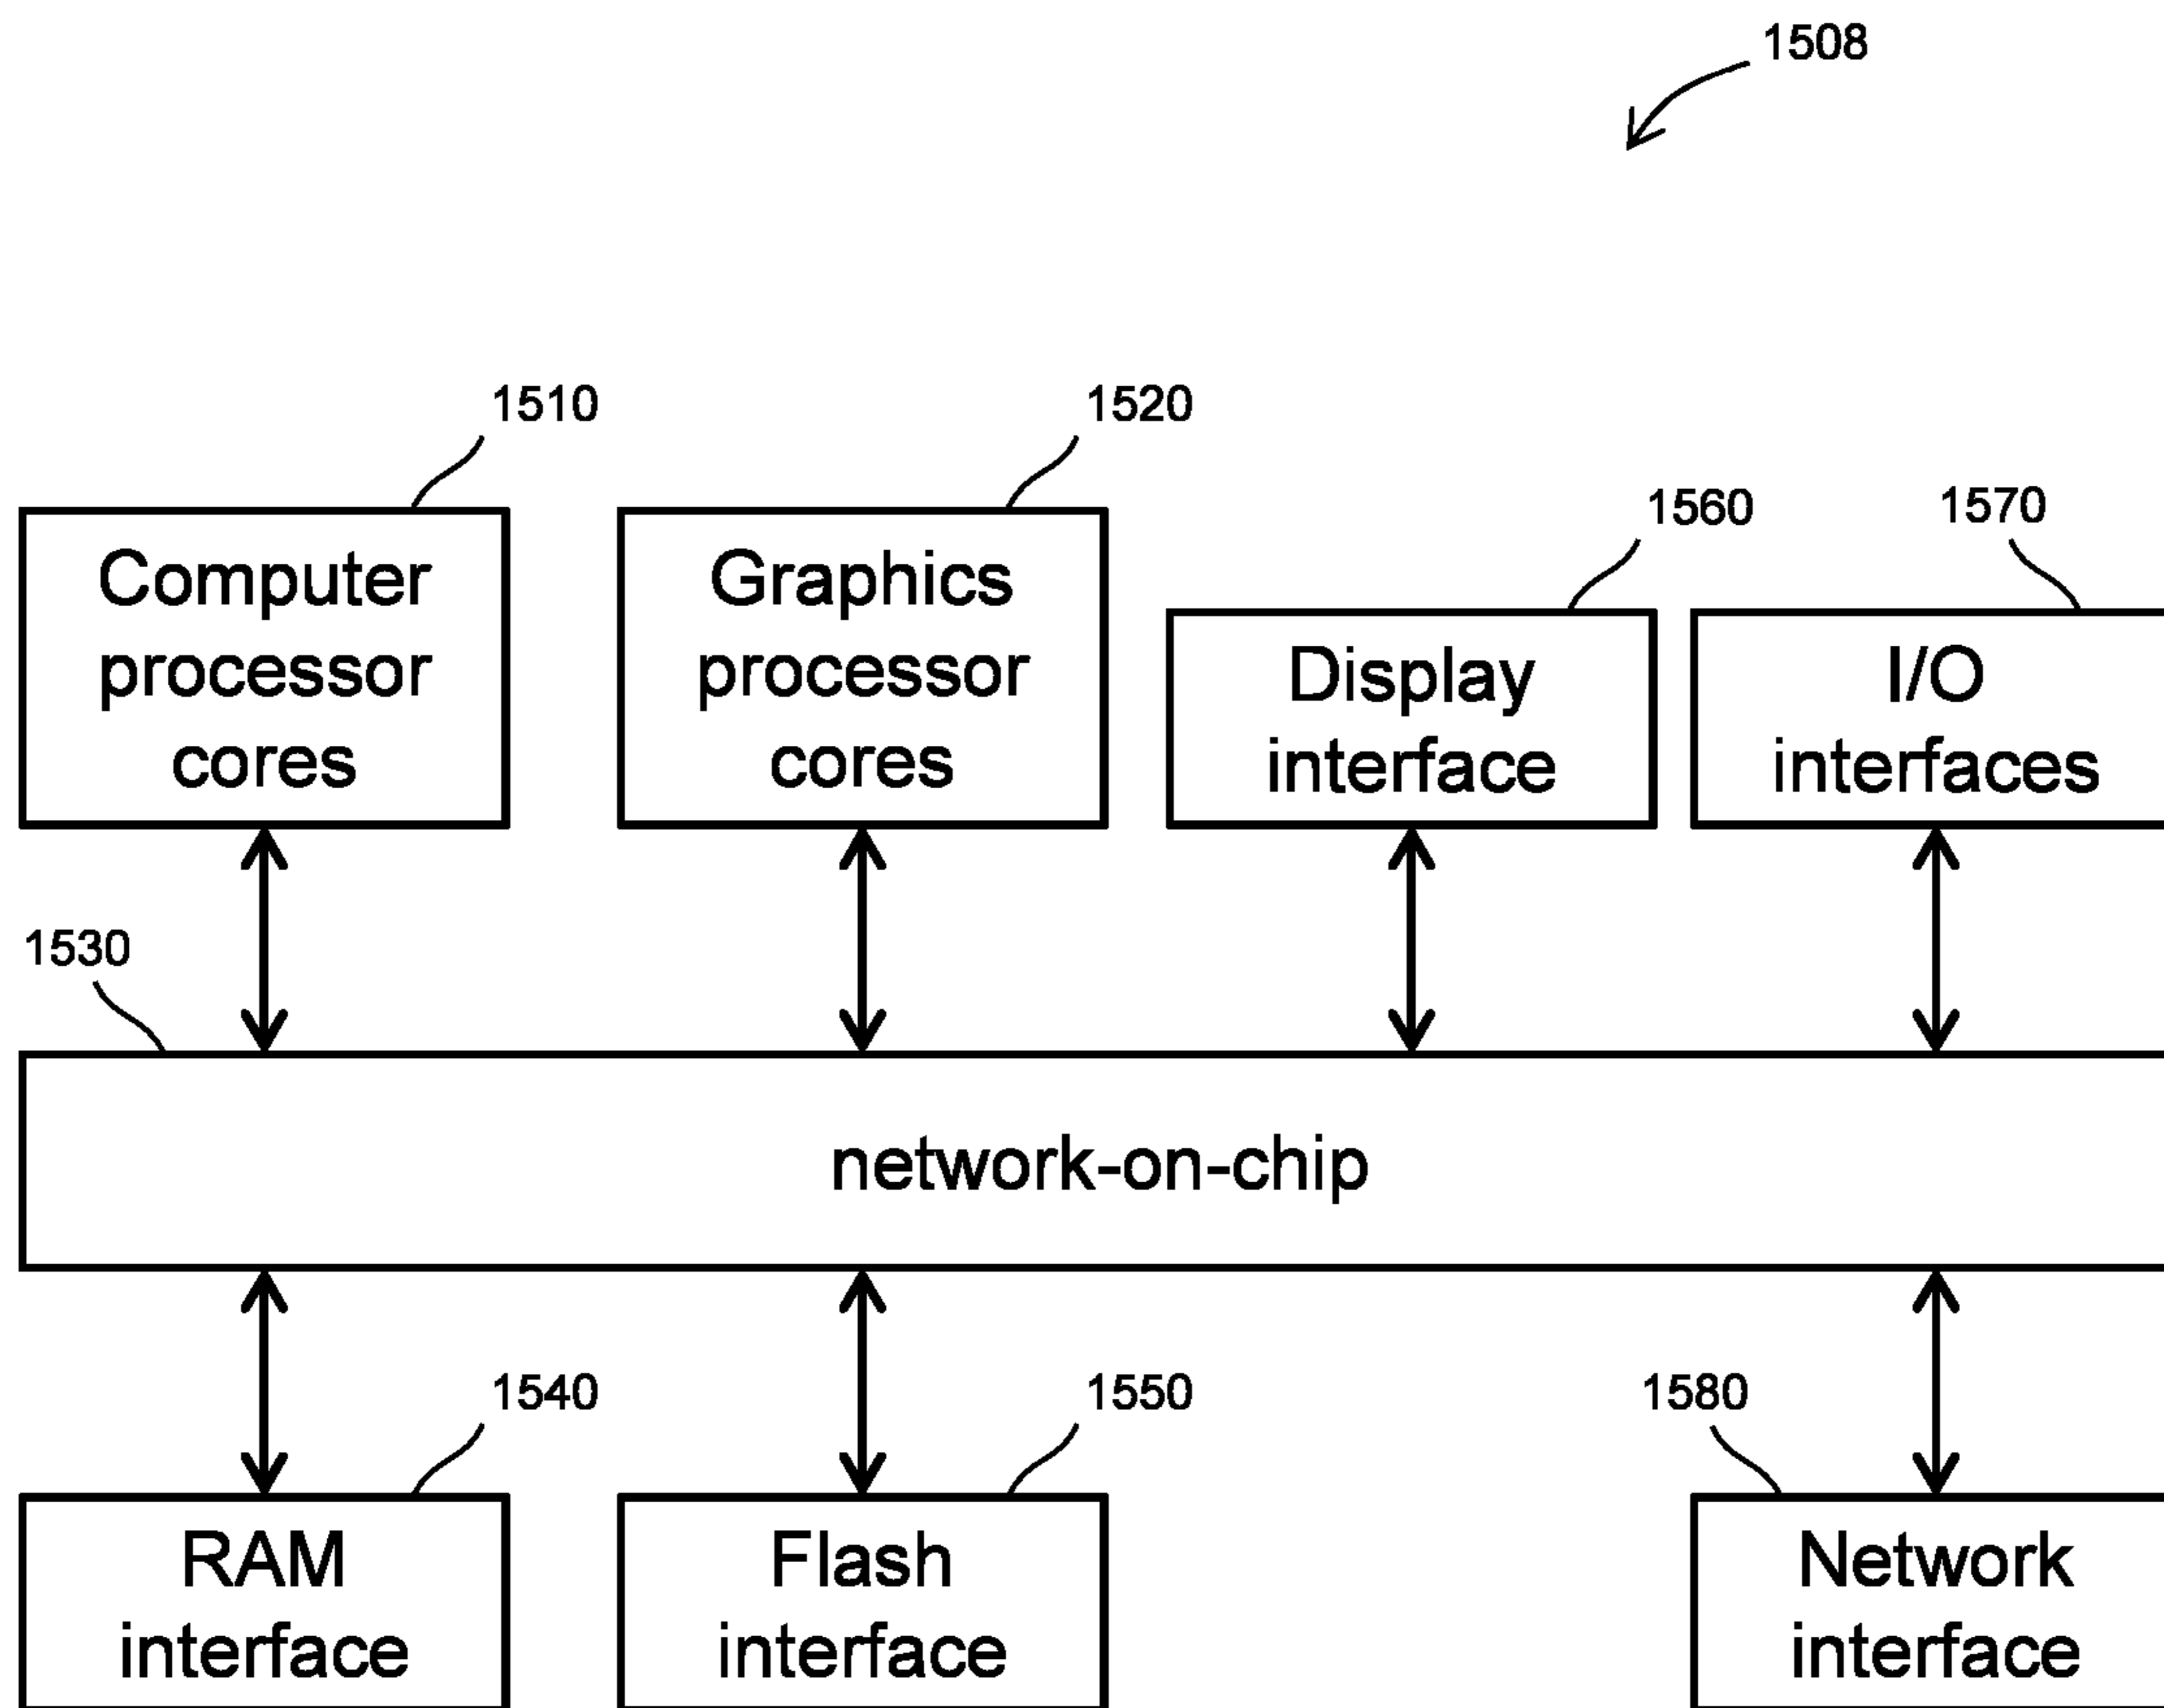 1508
1510
1520
1560
1570
Computer
processor
cores
Graphics
processor
cores
Display
interface
I/O
interfaces
1530
network-on-chip
1540
1550
1580
RAM
interface
Flash
interface
Network
interface